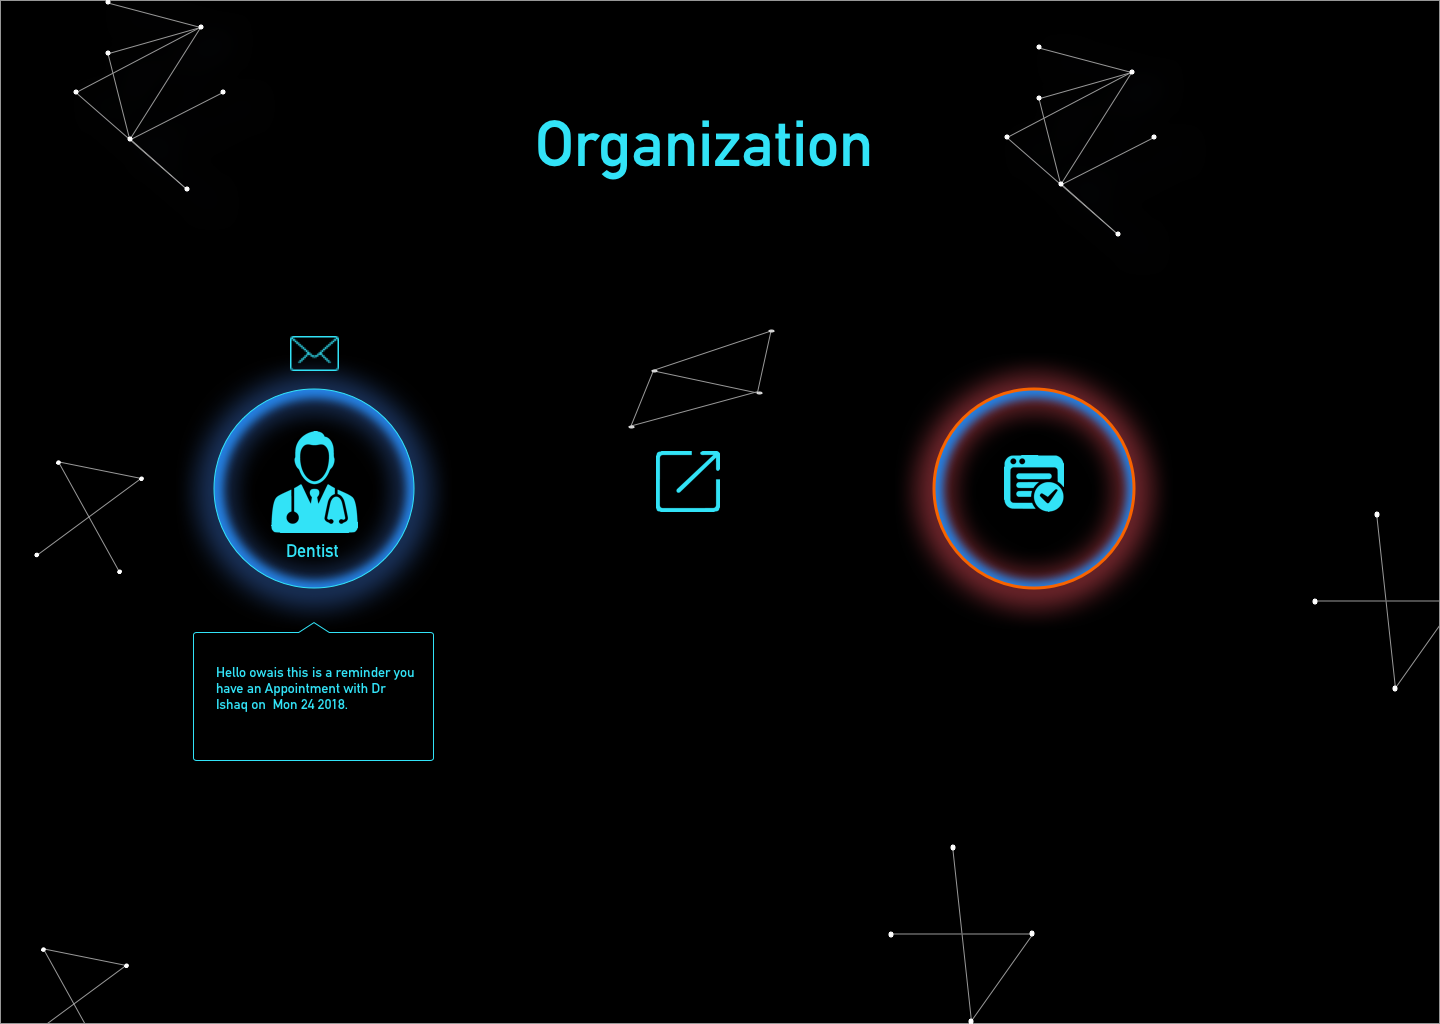 Organization
Dentist
Hello owais this is a reminder you
have an Appointment with Dr
Ishaq on  Mon 24 2018.